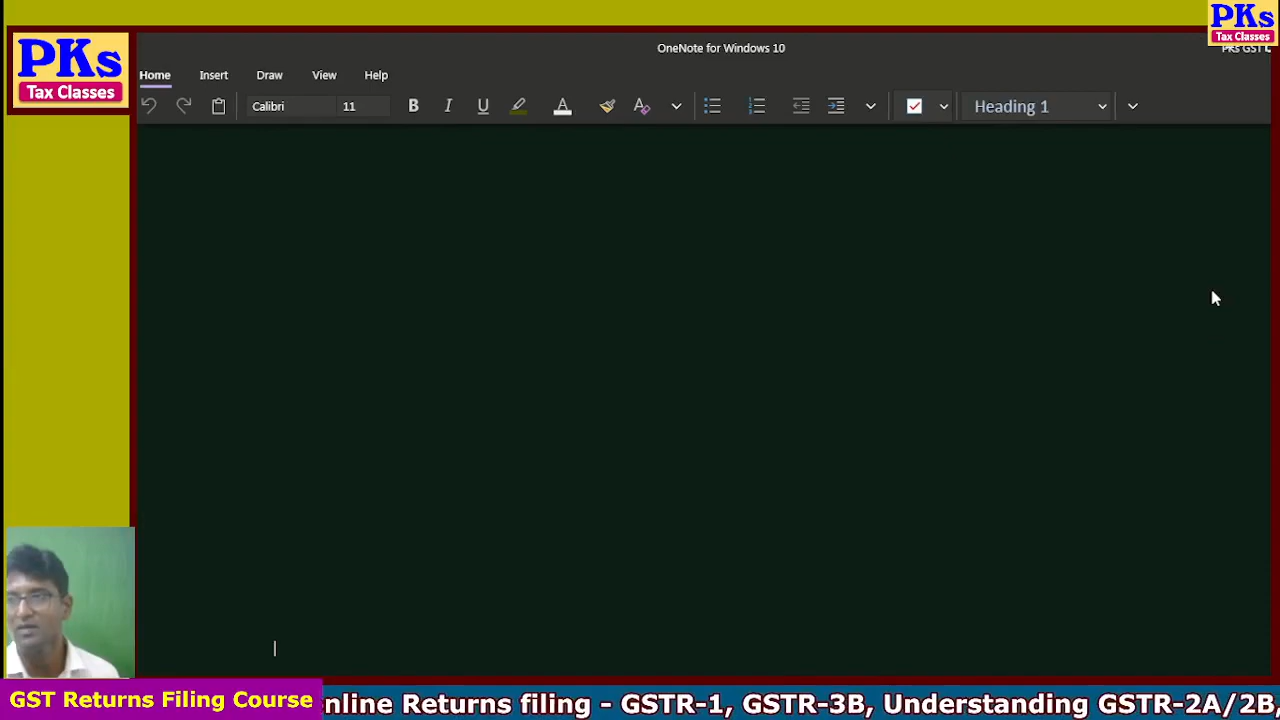 PKs
Tax Classes
OneNote for Windows 10
PKs
Tax Classes
Home Insert Draw View Help
Calibri 11 B I U A Heading 1
GST Returns Filing Course
nline Returns filing - GSTR-1, GSTR-3B, Understanding GSTR-2A/2B,